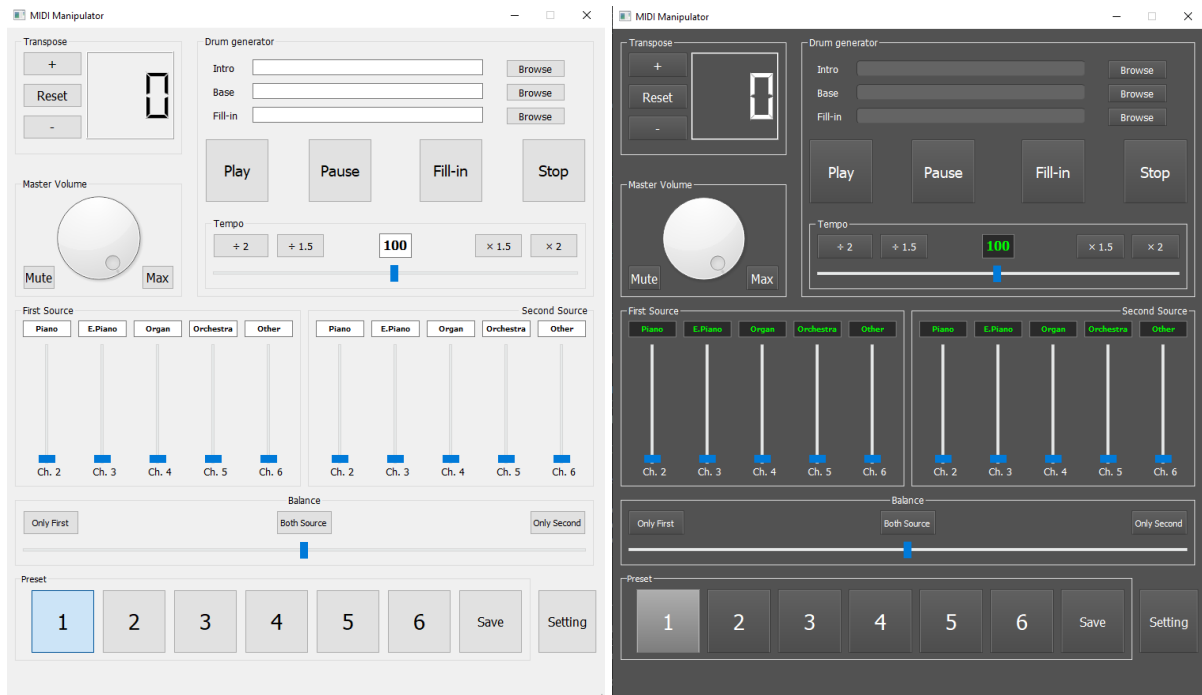 MIDI Manipulator
Transpose
+
Reset
-
0
Drum generator
Intro Browse
Base Browse
Fill-in Browse
Play Pause Fill-in Stop
Master Volume
Mute Max
Tempo
÷ 2 ÷ 1.5 100 × 1.5 × 2
First Source
Piano E.Piano Organ Orchestra Other
Ch. 2 Ch. 3 Ch. 4 Ch. 5 Ch. 6
Second Source
Piano E.Piano Organ Orchestra Other
Ch. 2 Ch. 3 Ch. 4 Ch. 5 Ch. 6
Balance
Only First Both Source Only Second
Preset
1 2 3 4 5 6 Save Setting
MIDI Manipulator
Transpose
+
Reset
-
0
Drum generator
Intro Browse
Base Browse
Fill-in Browse
Play Pause Fill-in Stop
Master Volume
Mute Max
Tempo
÷ 2 ÷ 1.5 100 × 1.5 × 2
First Source
Piano E.Piano Organ Orchestra Other
Ch. 2 Ch. 3 Ch. 4 Ch. 5 Ch. 6
Second Source
Piano E.Piano Organ Orchestra Other
Ch. 2 Ch. 3 Ch. 4 Ch. 5 Ch. 6
Balance
Only First Both Source Only Second
Preset
1 2 3 4 5 6 Save Setting